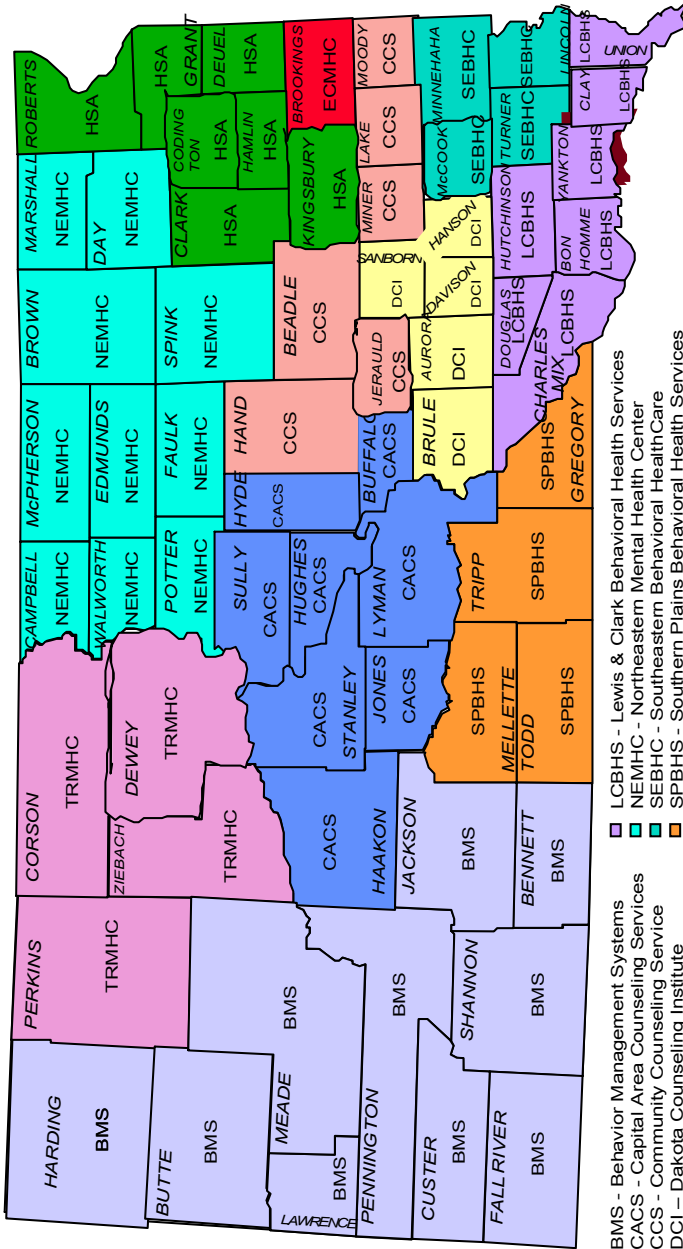 HARDING
BMS
PERKINS
TRMHC
CORSON
TRMHC
CAMPBELL
NEMHC
McPHERSON
NEMHC
BROWN
NEMHC
MARSHALL
NEMHC
ROBERTS
HSA
BUTTE
BMS
ZIEBACH
TRMHC
DEWEY
TRMHC
WALWORTH
NEMHC
EDMUNDS
NEMHC
DAY
NEMHC
GRANT
HSA
POTTER
NEMHC
FAULK
NEMHC
SPINK
NEMHC
CLARK
HSA
CODING
TON
HSA
DEUEL
HSA
HAMLIN
HSA
MEADE
BMS
LAWRENCE
BMS
HAAKON
CACS
STANLEY
CACS
SULLY
CACS
HUGHES
CACS
HYDE
CACS
HAND
CCS
BEADLE
CCS
KINGSBURY
HSA
BROOKINGS
ECMHC
PENNINGTON
BMS
JACKSON
BMS
JONES
CACS
LYMAN
CACS
BUFFALO
CACS
JERAULD
CCS
SANBORN
DCI
MINER
CCS
LAKE
CCS
MOODY
CCS
CUSTER
BMS
SHANNON
BMS
MELLETTE
SPBHS
TRIPP
SPBHS
BRULE
DCI
AURORA
DCI
DAVISON
DCI
HANSON
DCI
McCOOK
SEBHC
MINNEHAHA
SEBHC
FALL RIVER
BMS
BENNETT
BMS
TODD
SPBHS
GREGORY
SPBHS
CHARLES
MIX
LCBHS
DOUGLAS
LCBHS
HUTCHINSON
LCBHS
TURNER
SEBHC
LINCOLN
SEBHC
BON
HOMME
LCBHS
YANKTON
LCBHS
CLAY
LCBHS
UNION
LCBHS
BMS - Behavior Management Systems
CACS - Capital Area Counseling Services
CCS - Community Counseling Service
DCI – Dakota Counseling Institute
LCBHS - Lewis & Clark Behavioral Health Services
NEMHC - Northeastern Mental Health Center
SEBHC - Southeastern Behavioral HealthCare
SPBHS - Southern Plains Behavioral Health Services